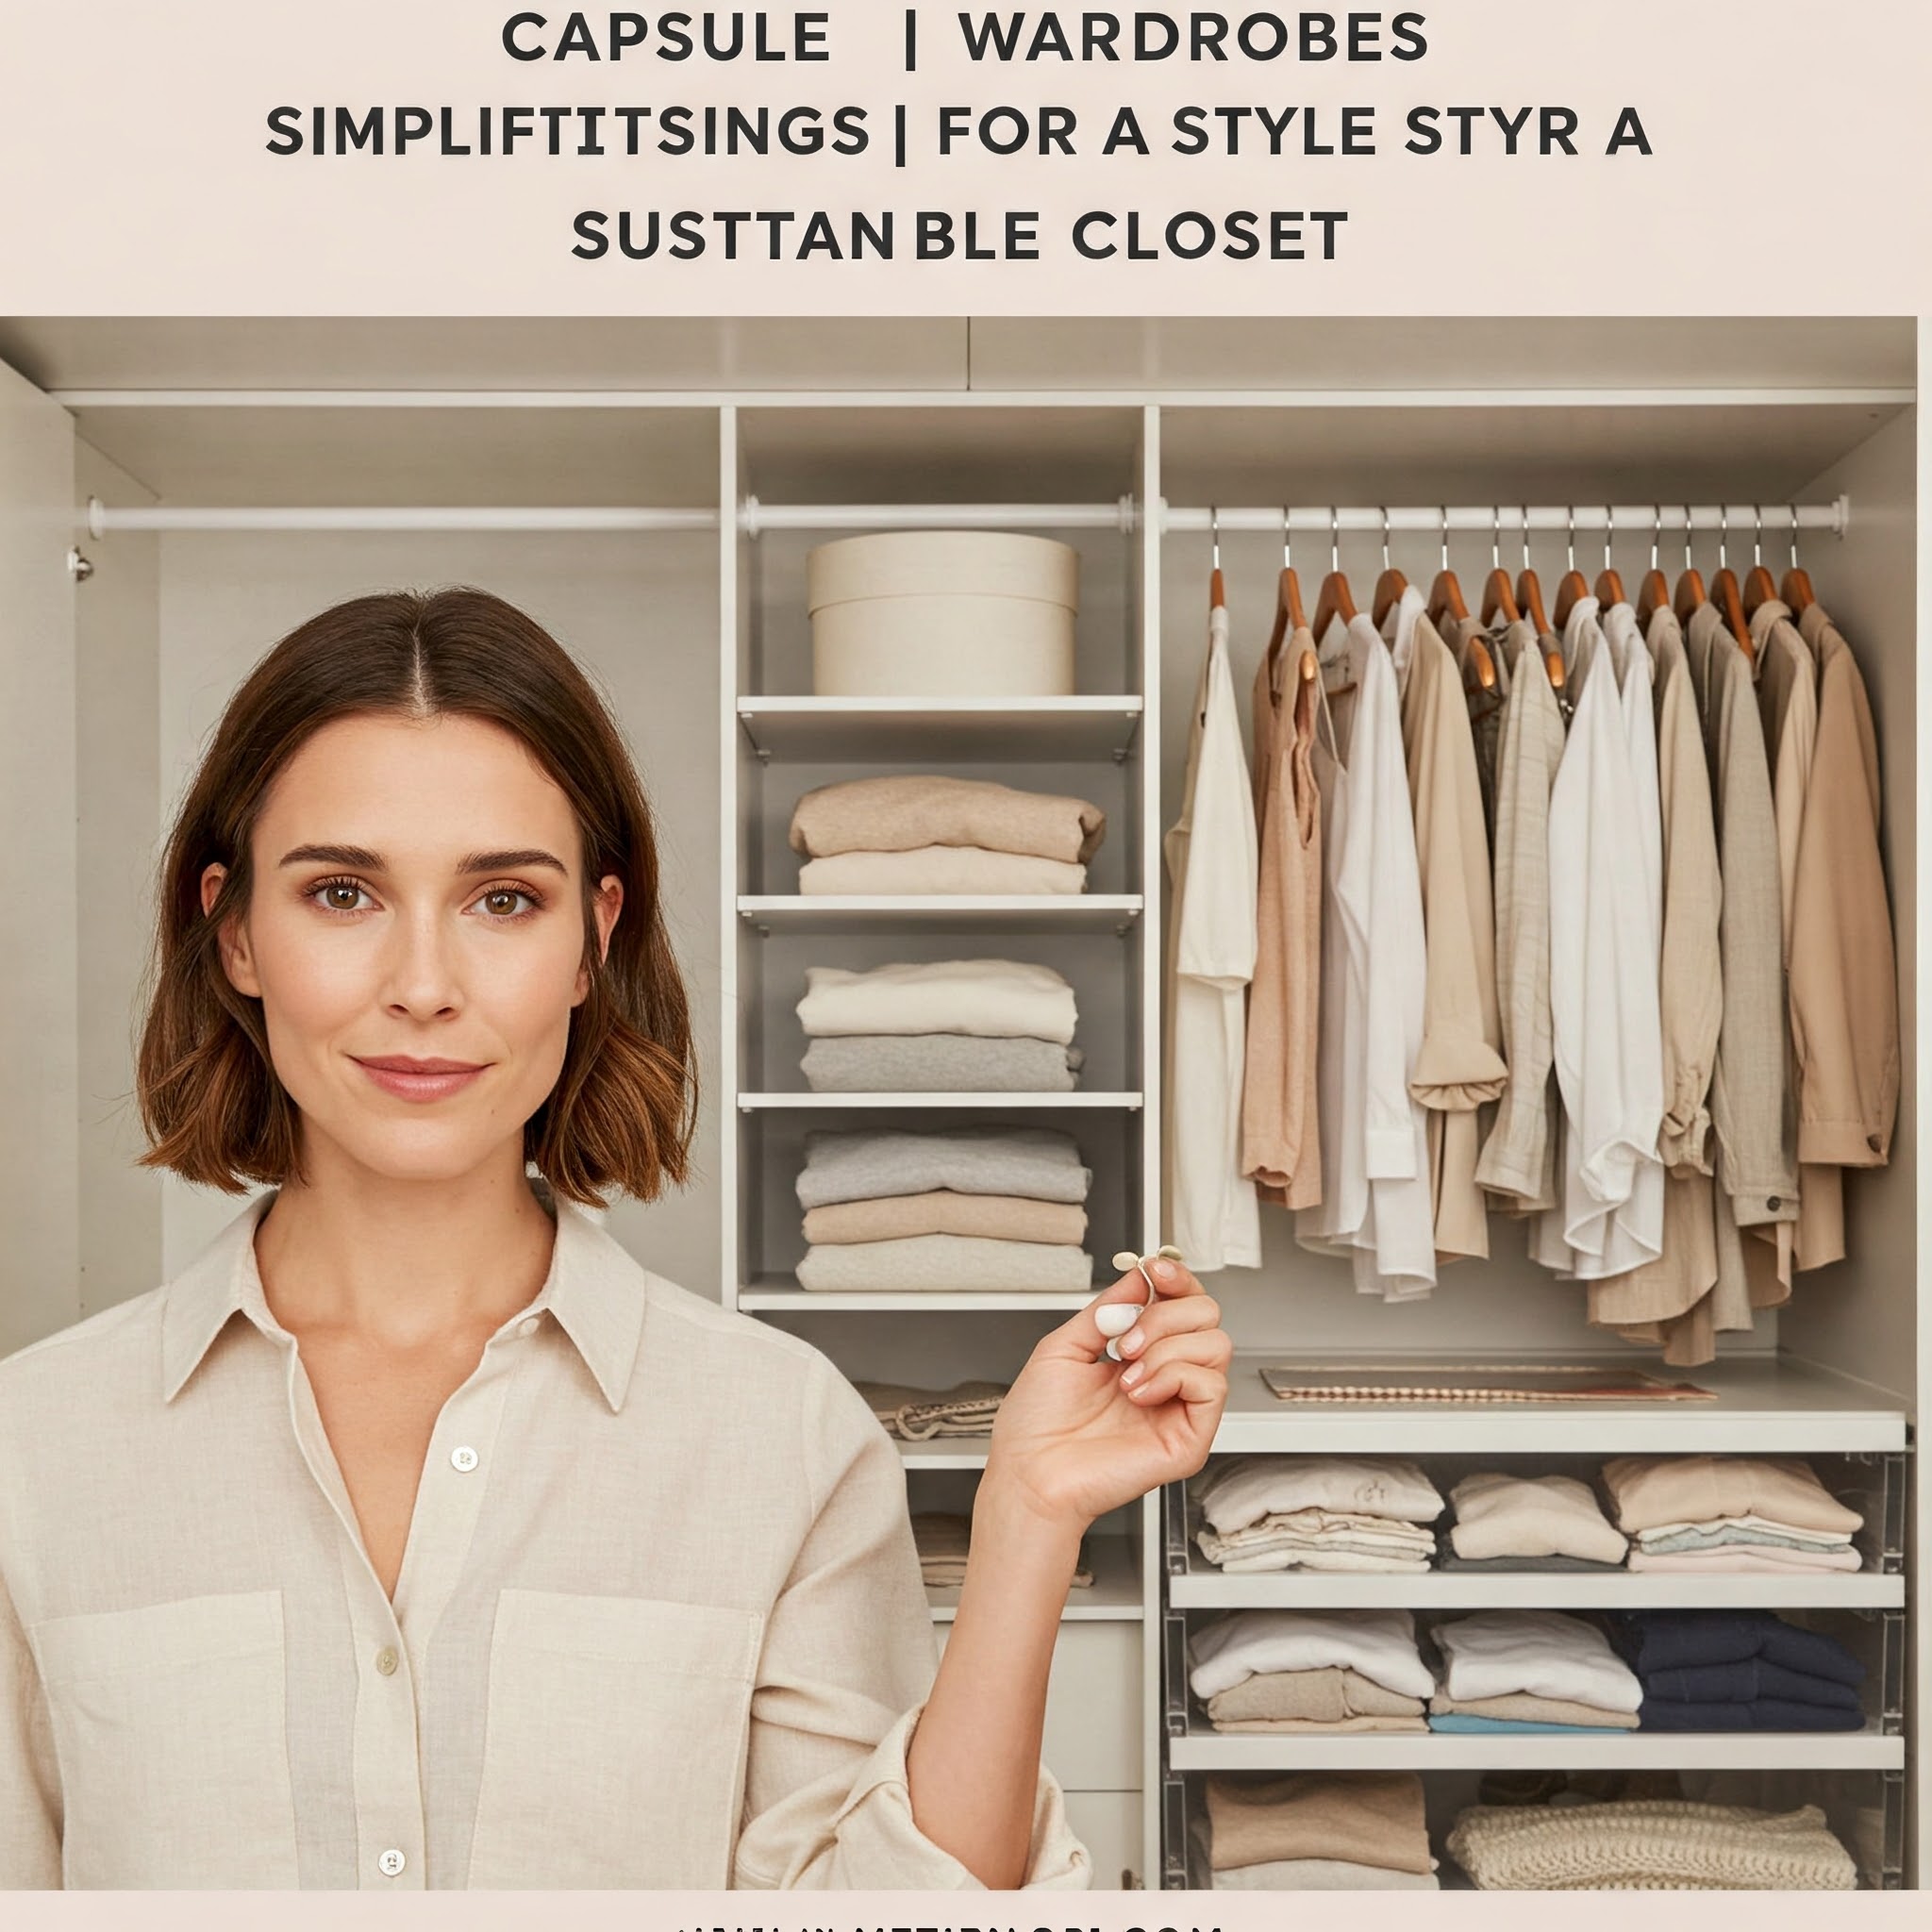 CAPSULE | WARDROBES
SIMPLIFTITSINGS | FOR A STYLE STYR A
SUSTTAN BLE CLOSET